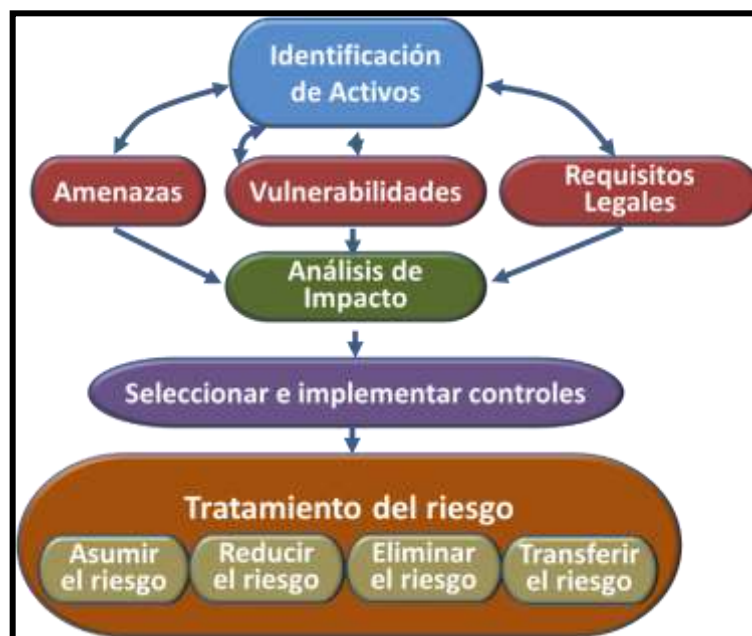 Identificación
de Activos
Amenazas
Vulnerabilidades
Requisitos
Legales
Análisis de
Impacto
Seleccionar e implementar controles
Tratamiento del riesgo
Asumir
el riesgo
Reducir
el riesgo
Eliminar
el riesgo
Transferir
el riesgo